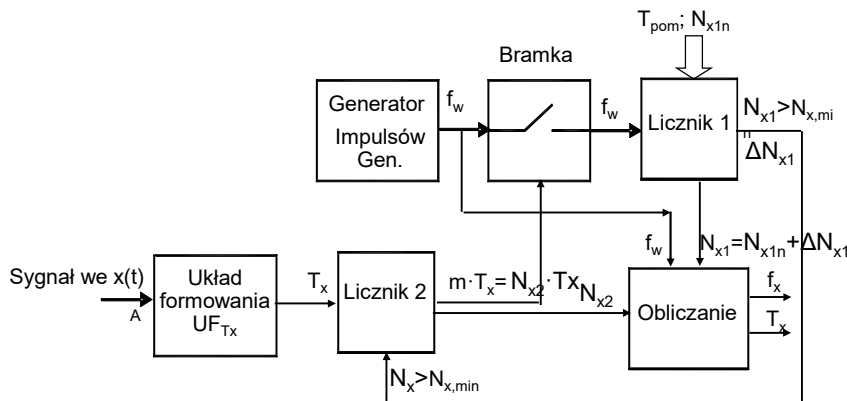 T_pom; N_x1n
Bramka
Generator
Impulsów
Gen.
f_w
f_w
Licznik 1
N_x1>N_x,mi
n
ΔN_x1
f_w
N_x1=N_x1n+ΔN_x1
Sygnał we x(t)
A
Układ
formowania
UF_Tx
T_x
Licznik 2
m·T_x=N_x2·Tx
N_x2
Obliczanie
f_x
T_x
N_x>N_x,min